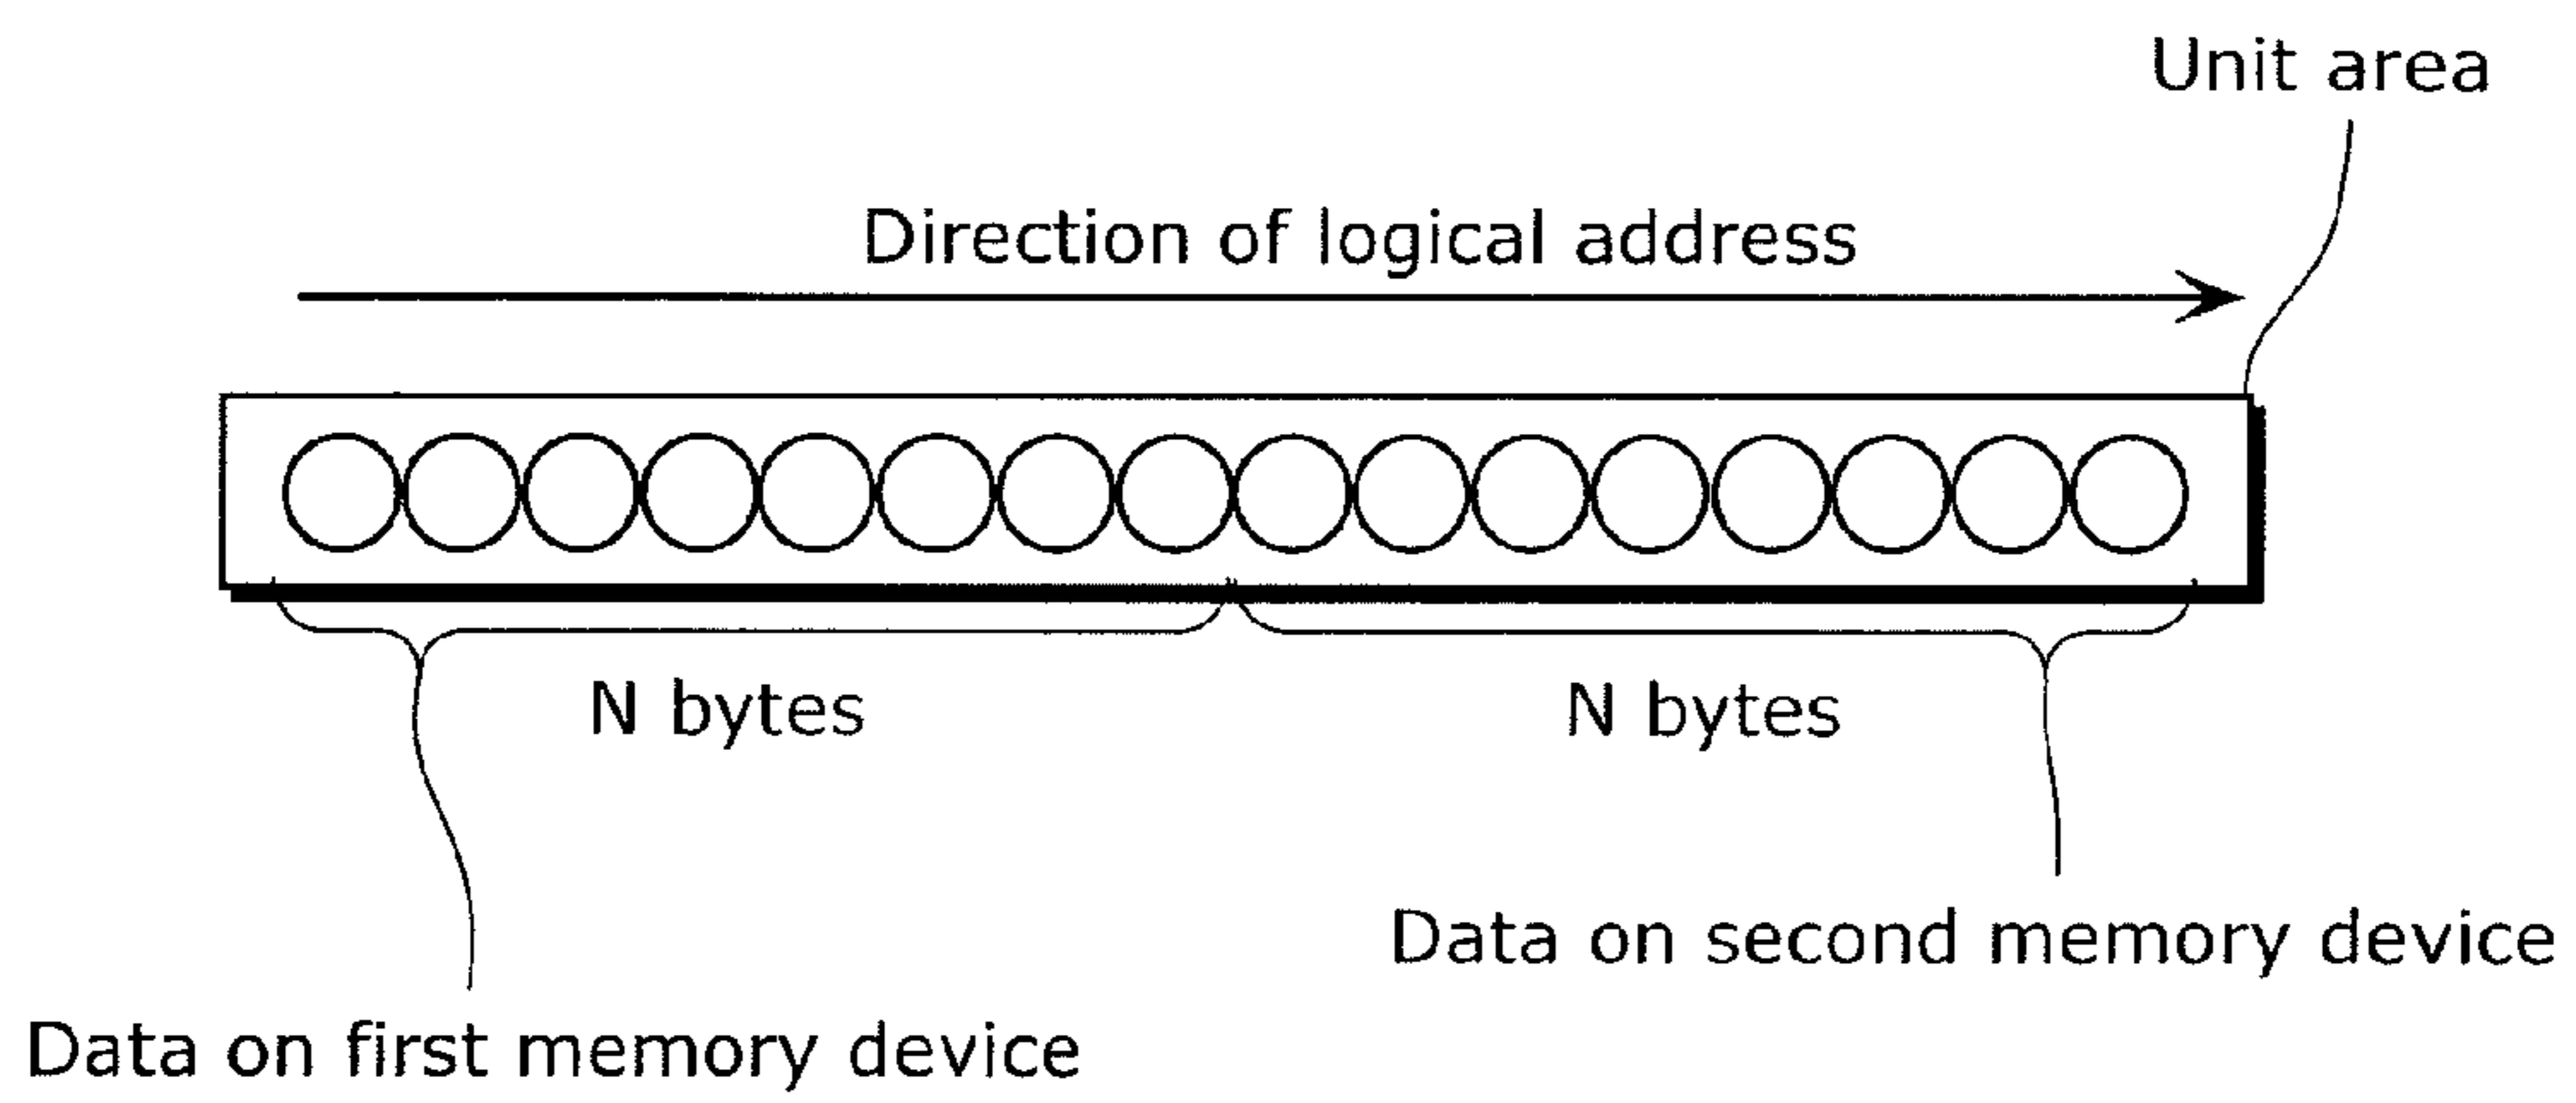 Unit area
Direction of logical address
N bytes
N bytes
Data on second memory device
Data on first memory device